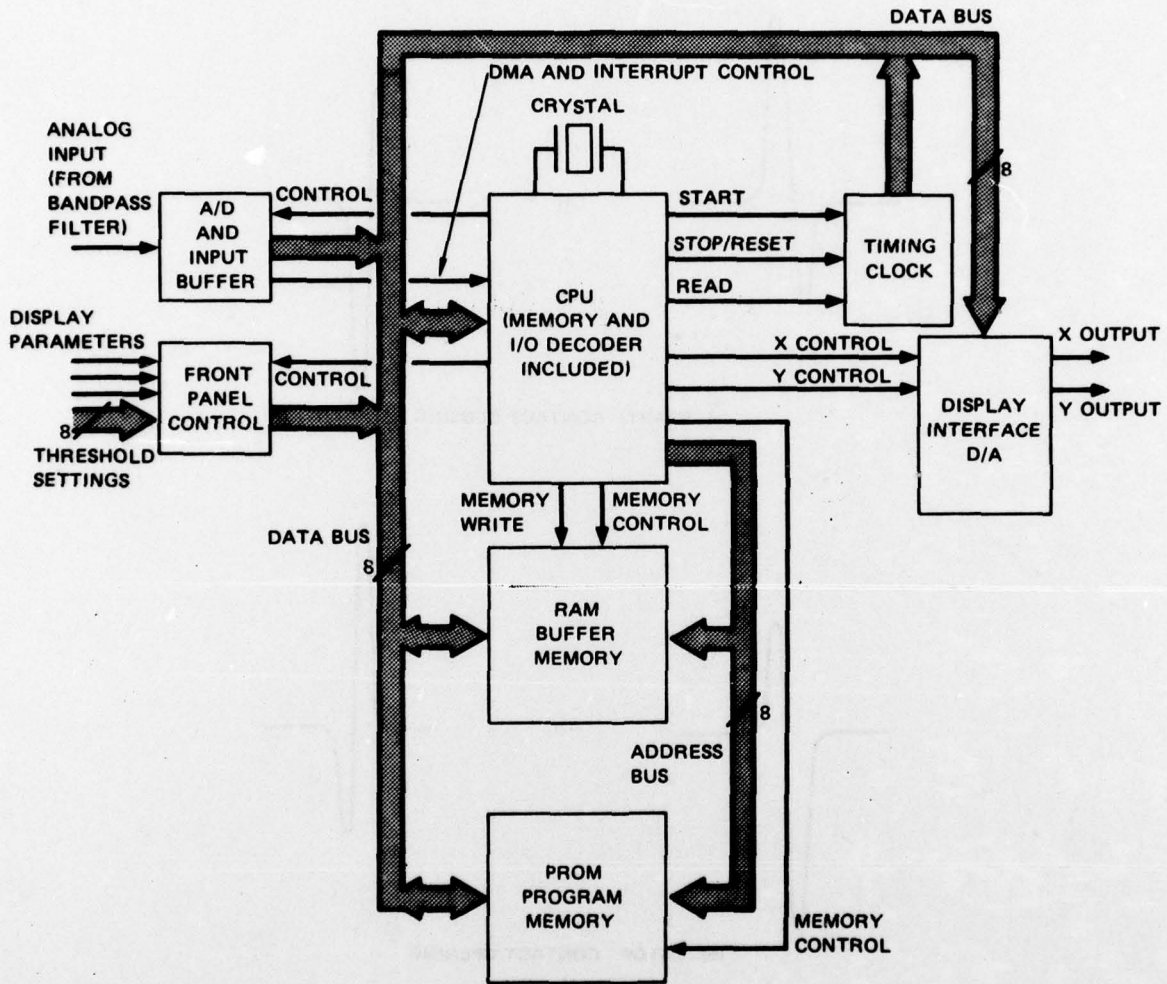 DATA BUS
DMA AND INTERRUPT CONTROL
CRYSTAL
ANALOG
INPUT
(FROM
BANDPASS
FILTER)
CONTROL
A/D
AND
INPUT
BUFFER
START
STOP/RESET
READ
TIMING
CLOCK
8
CPU
(MEMORY AND
I/O DECODER
INCLUDED)
DISPLAY
PARAMETERS
FRONT
PANEL
CONTROL
CONTROL
8
THRESHOLD
SETTINGS
X CONTROL
Y CONTROL
X OUTPUT
Y OUTPUT
DISPLAY
INTERFACE
D/A
MEMORY
WRITE
MEMORY
CONTROL
DATA BUS
8
RAM
BUFFER
MEMORY
8
ADDRESS
BUS
PROM
PROGRAM
MEMORY
MEMORY
CONTROL